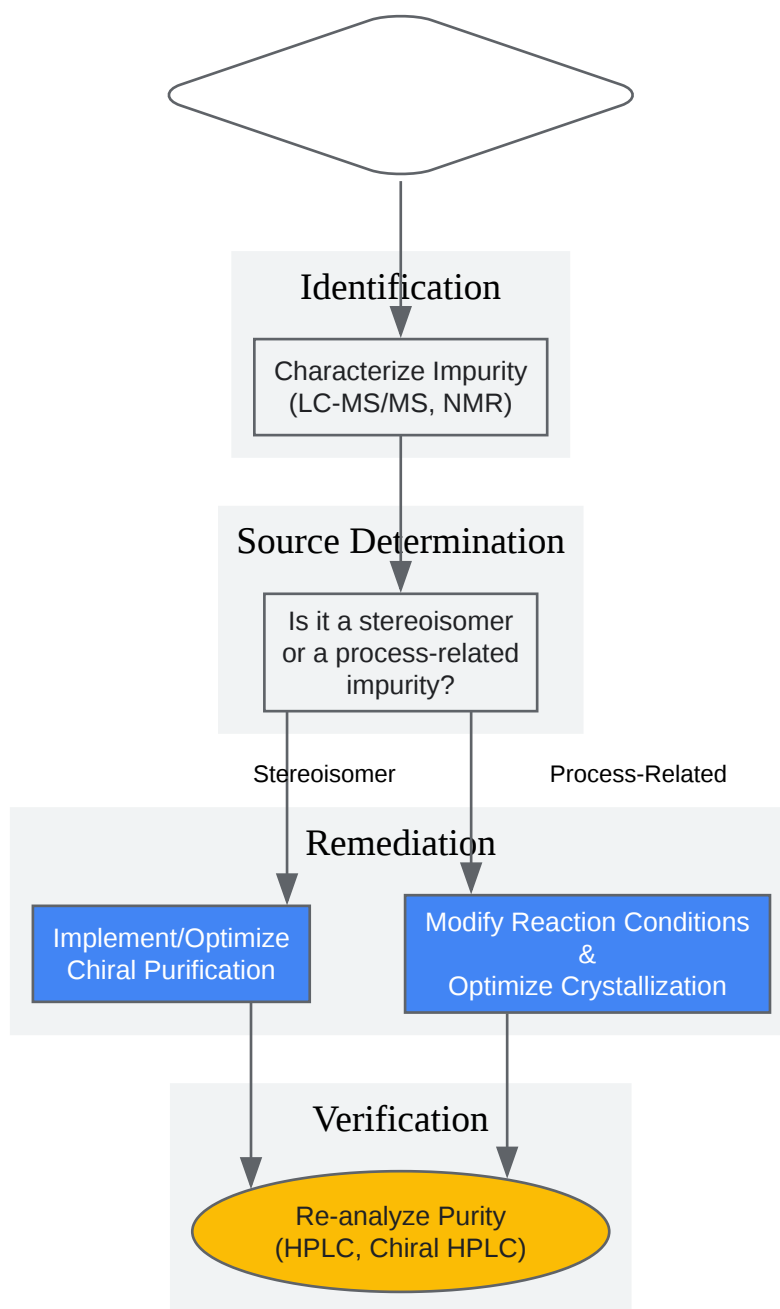 Identification
Characterize Impurity
(LC-MS/MS, NMR)
Source Determination
Is it a stereoisomer
or a process-related
impurity?
Stereoisomer
Process-Related
Remediation
Implement/Optimize
Chiral Purification
Modify Reaction Conditions
&
Optimize Crystallization
Verification
Re-analyze Purity
(HPLC, Chiral HPLC)